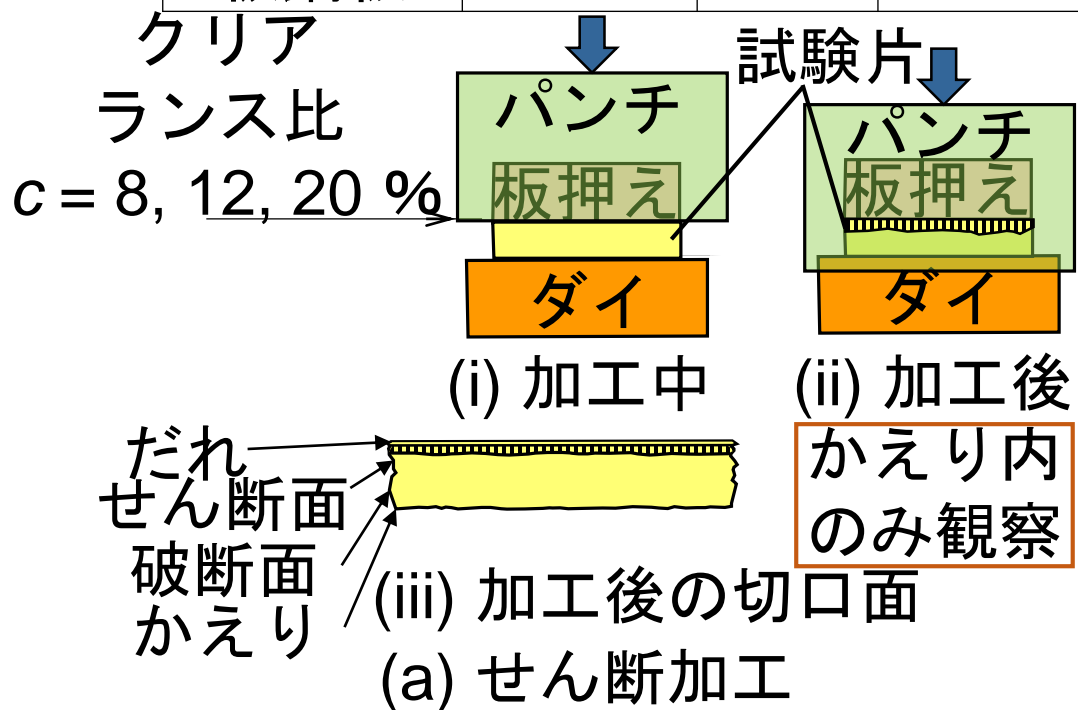 クリア
ランス比
c = 8, 12, 20 %
パンチ
板押え
ダイ
(i) 加工中
試験片
パンチ
板押え
ダイ
(ii) 加工後
かえり内
のみ観察
だれ
せん断面
破断面
かえり
(iii) 加工後の切口面
(a) せん断加工